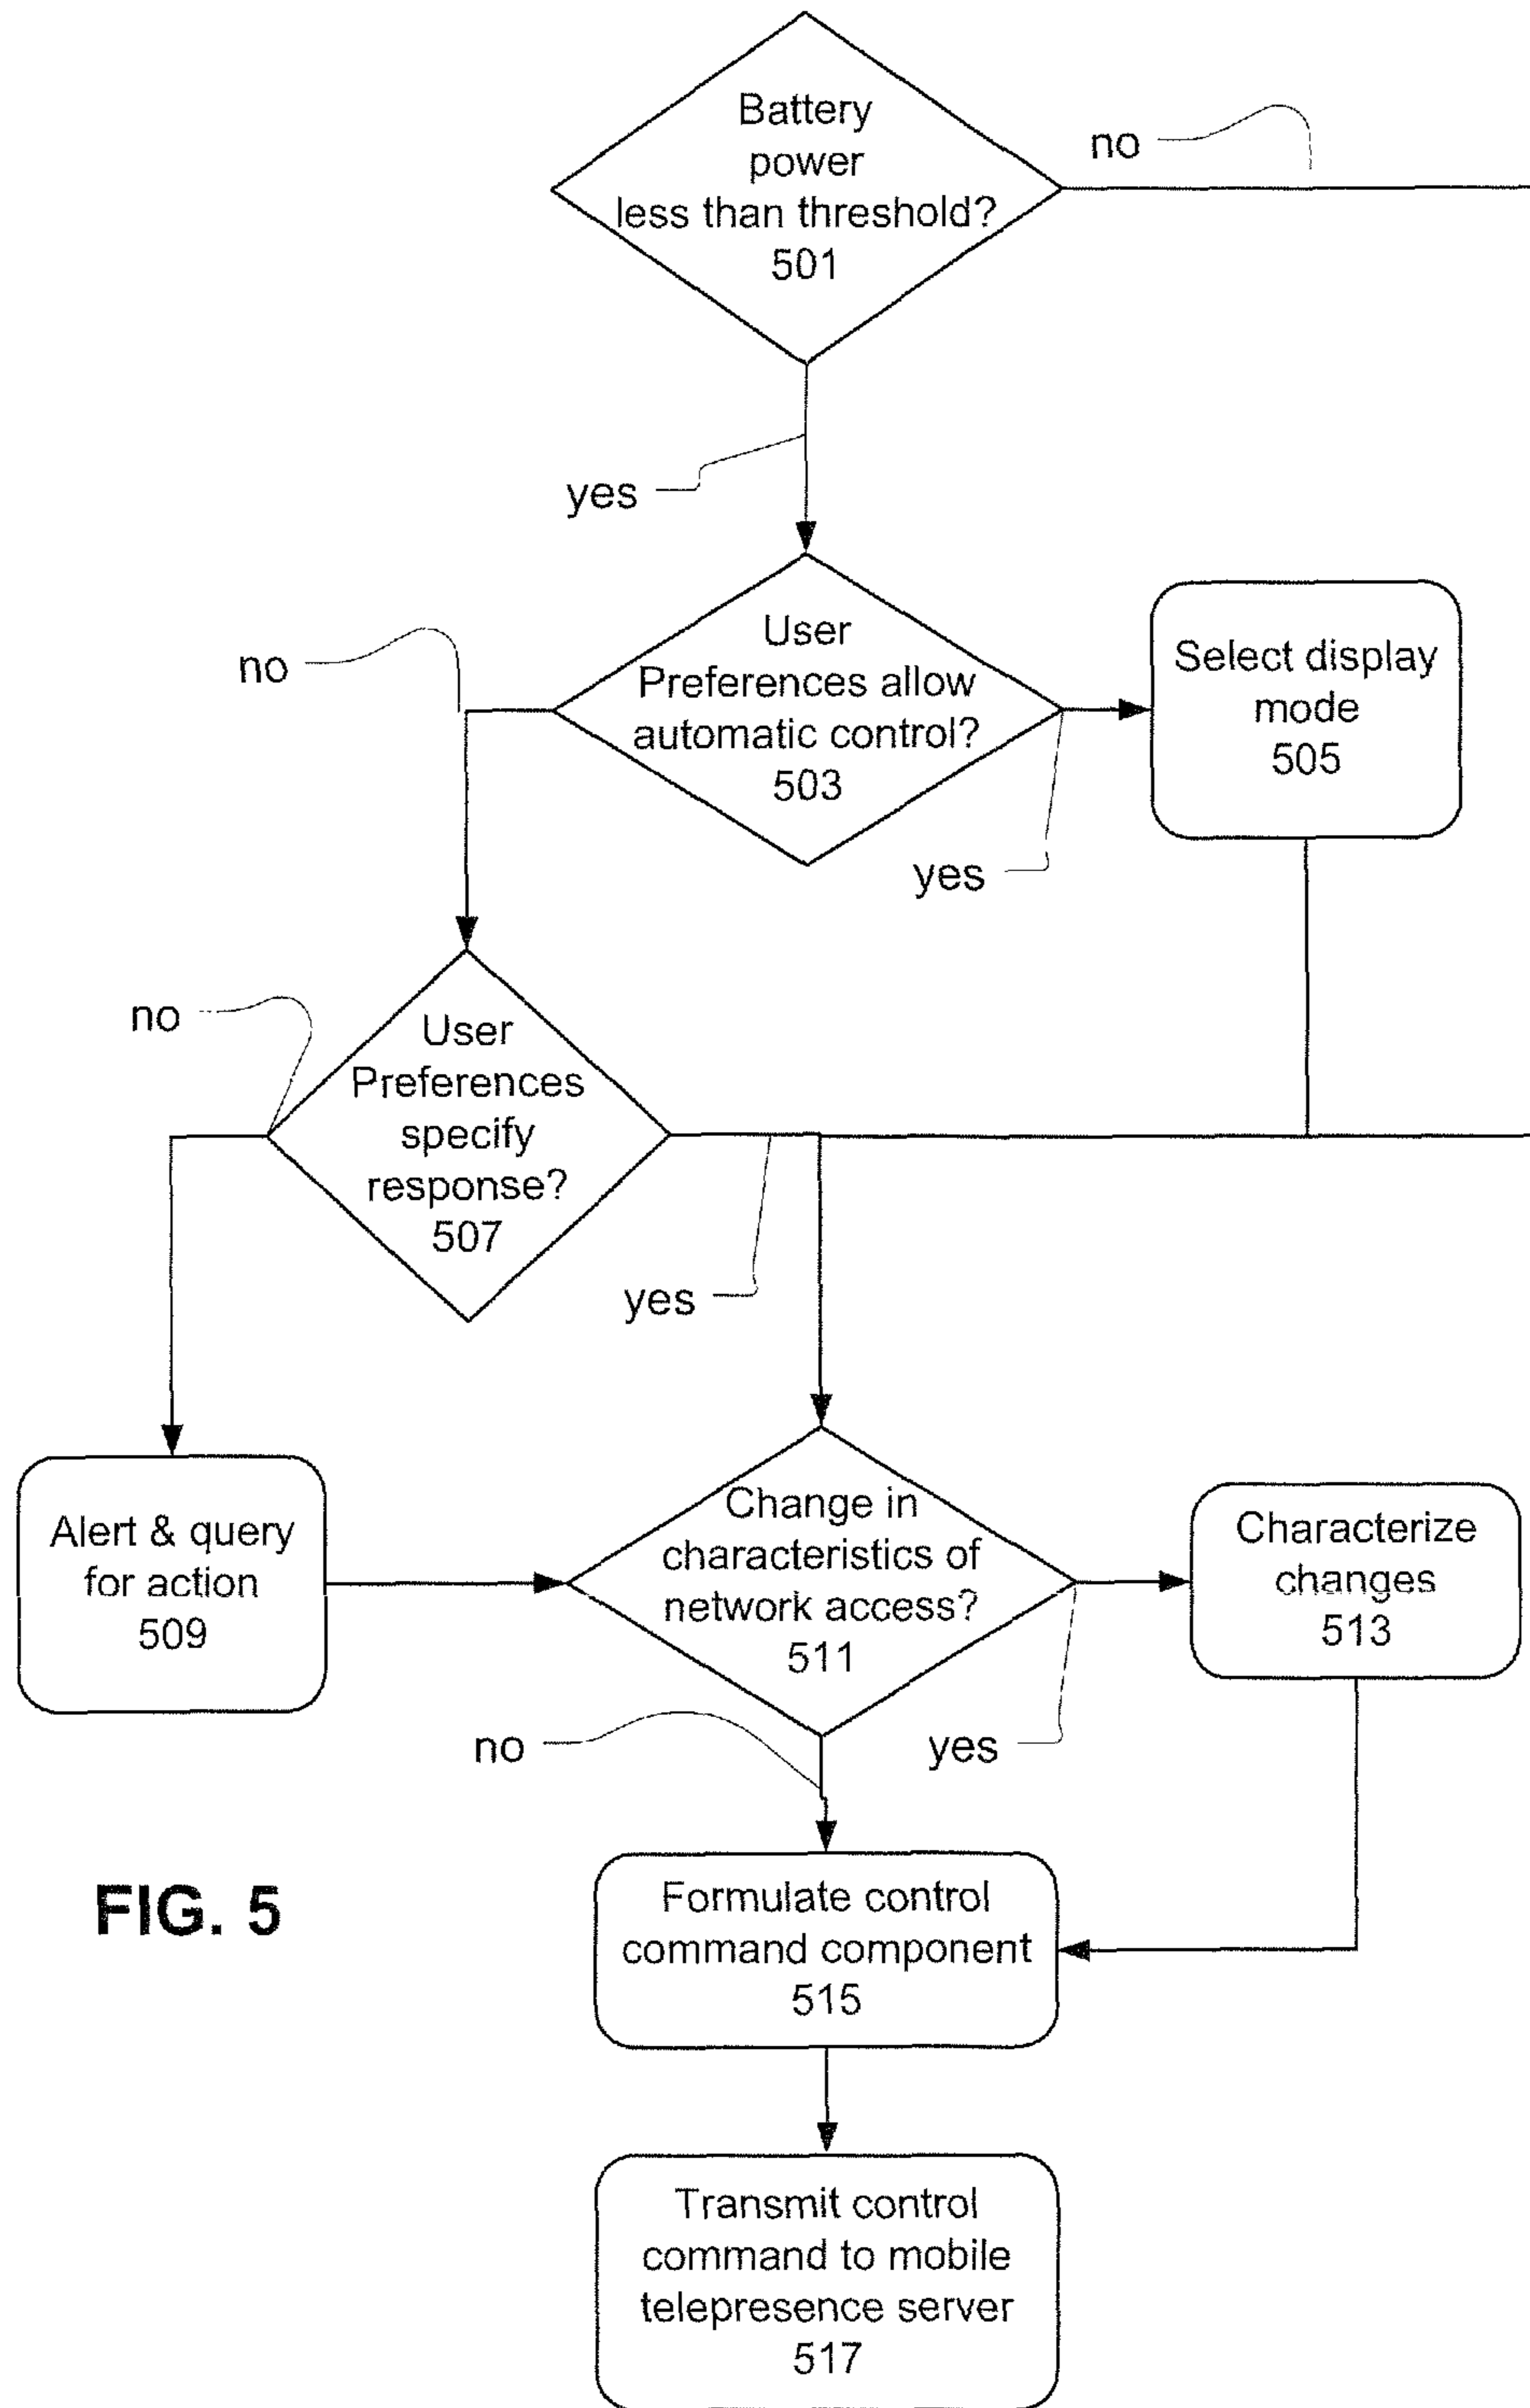 Battery
power
less than threshold?
501
no
yes
User
Preferences allow
automatic control?
503
no
yes
Select display
mode
505
User
Preferences
specify
response?
507
no
yes
Alert & query
for action
509
Change in
characteristics of
network access?
511
Characterize
changes
513
no
yes
Formulate control
command component
515
FIG. 5
Transmit control
command to mobile
telepresence server
517